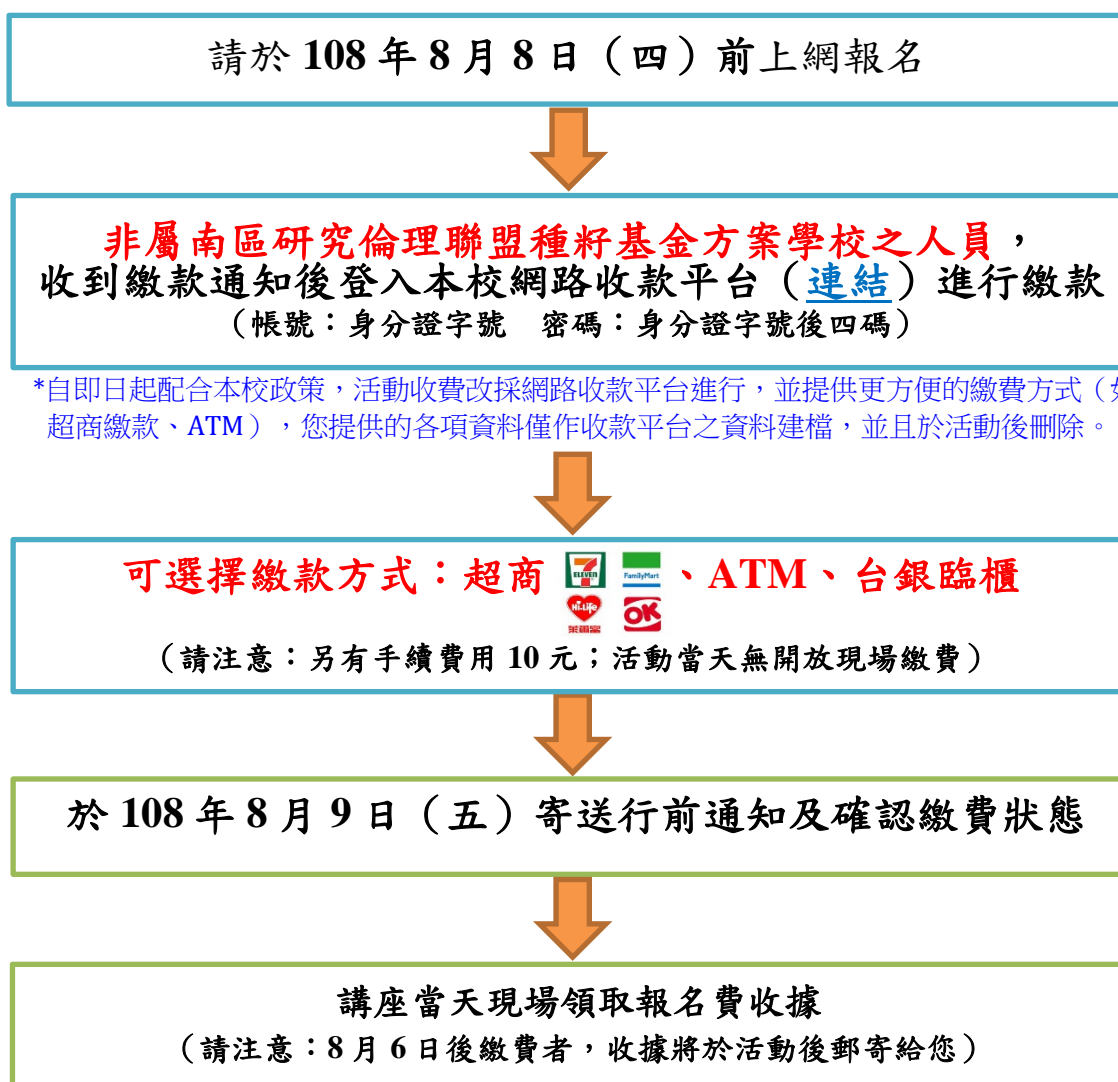 請於 108 年 8 月 8 日（四）前上網報名
非屬南區研究倫理聯盟種籽基金方案學校之人員，
收到繳款通知後登入本校網路收款平台（連結）進行繳款
（帳號：身分證字號　密碼：身分證字號後四碼）
*自即日起配合本校政策，活動收費改採網路收款平台進行，並提供更方便的繳費方式（如
超商繳款、ATM），您提供的各項資料僅作收款平台之資料建檔，並且於活動後刪除。
可選擇繳款方式：超商 7 ELEVEN FamilyMart 、ATM、台銀臨櫃
Hi-Life 萊爾富 OK
（請注意：另有手續費用 10 元；活動當天無開放現場繳費）
於 108 年 8 月 9 日（五）寄送行前通知及確認繳費狀態
講座當天現場領取報名費收據
（請注意：8 月 6 日後繳費者，收據將於活動後郵寄給您）